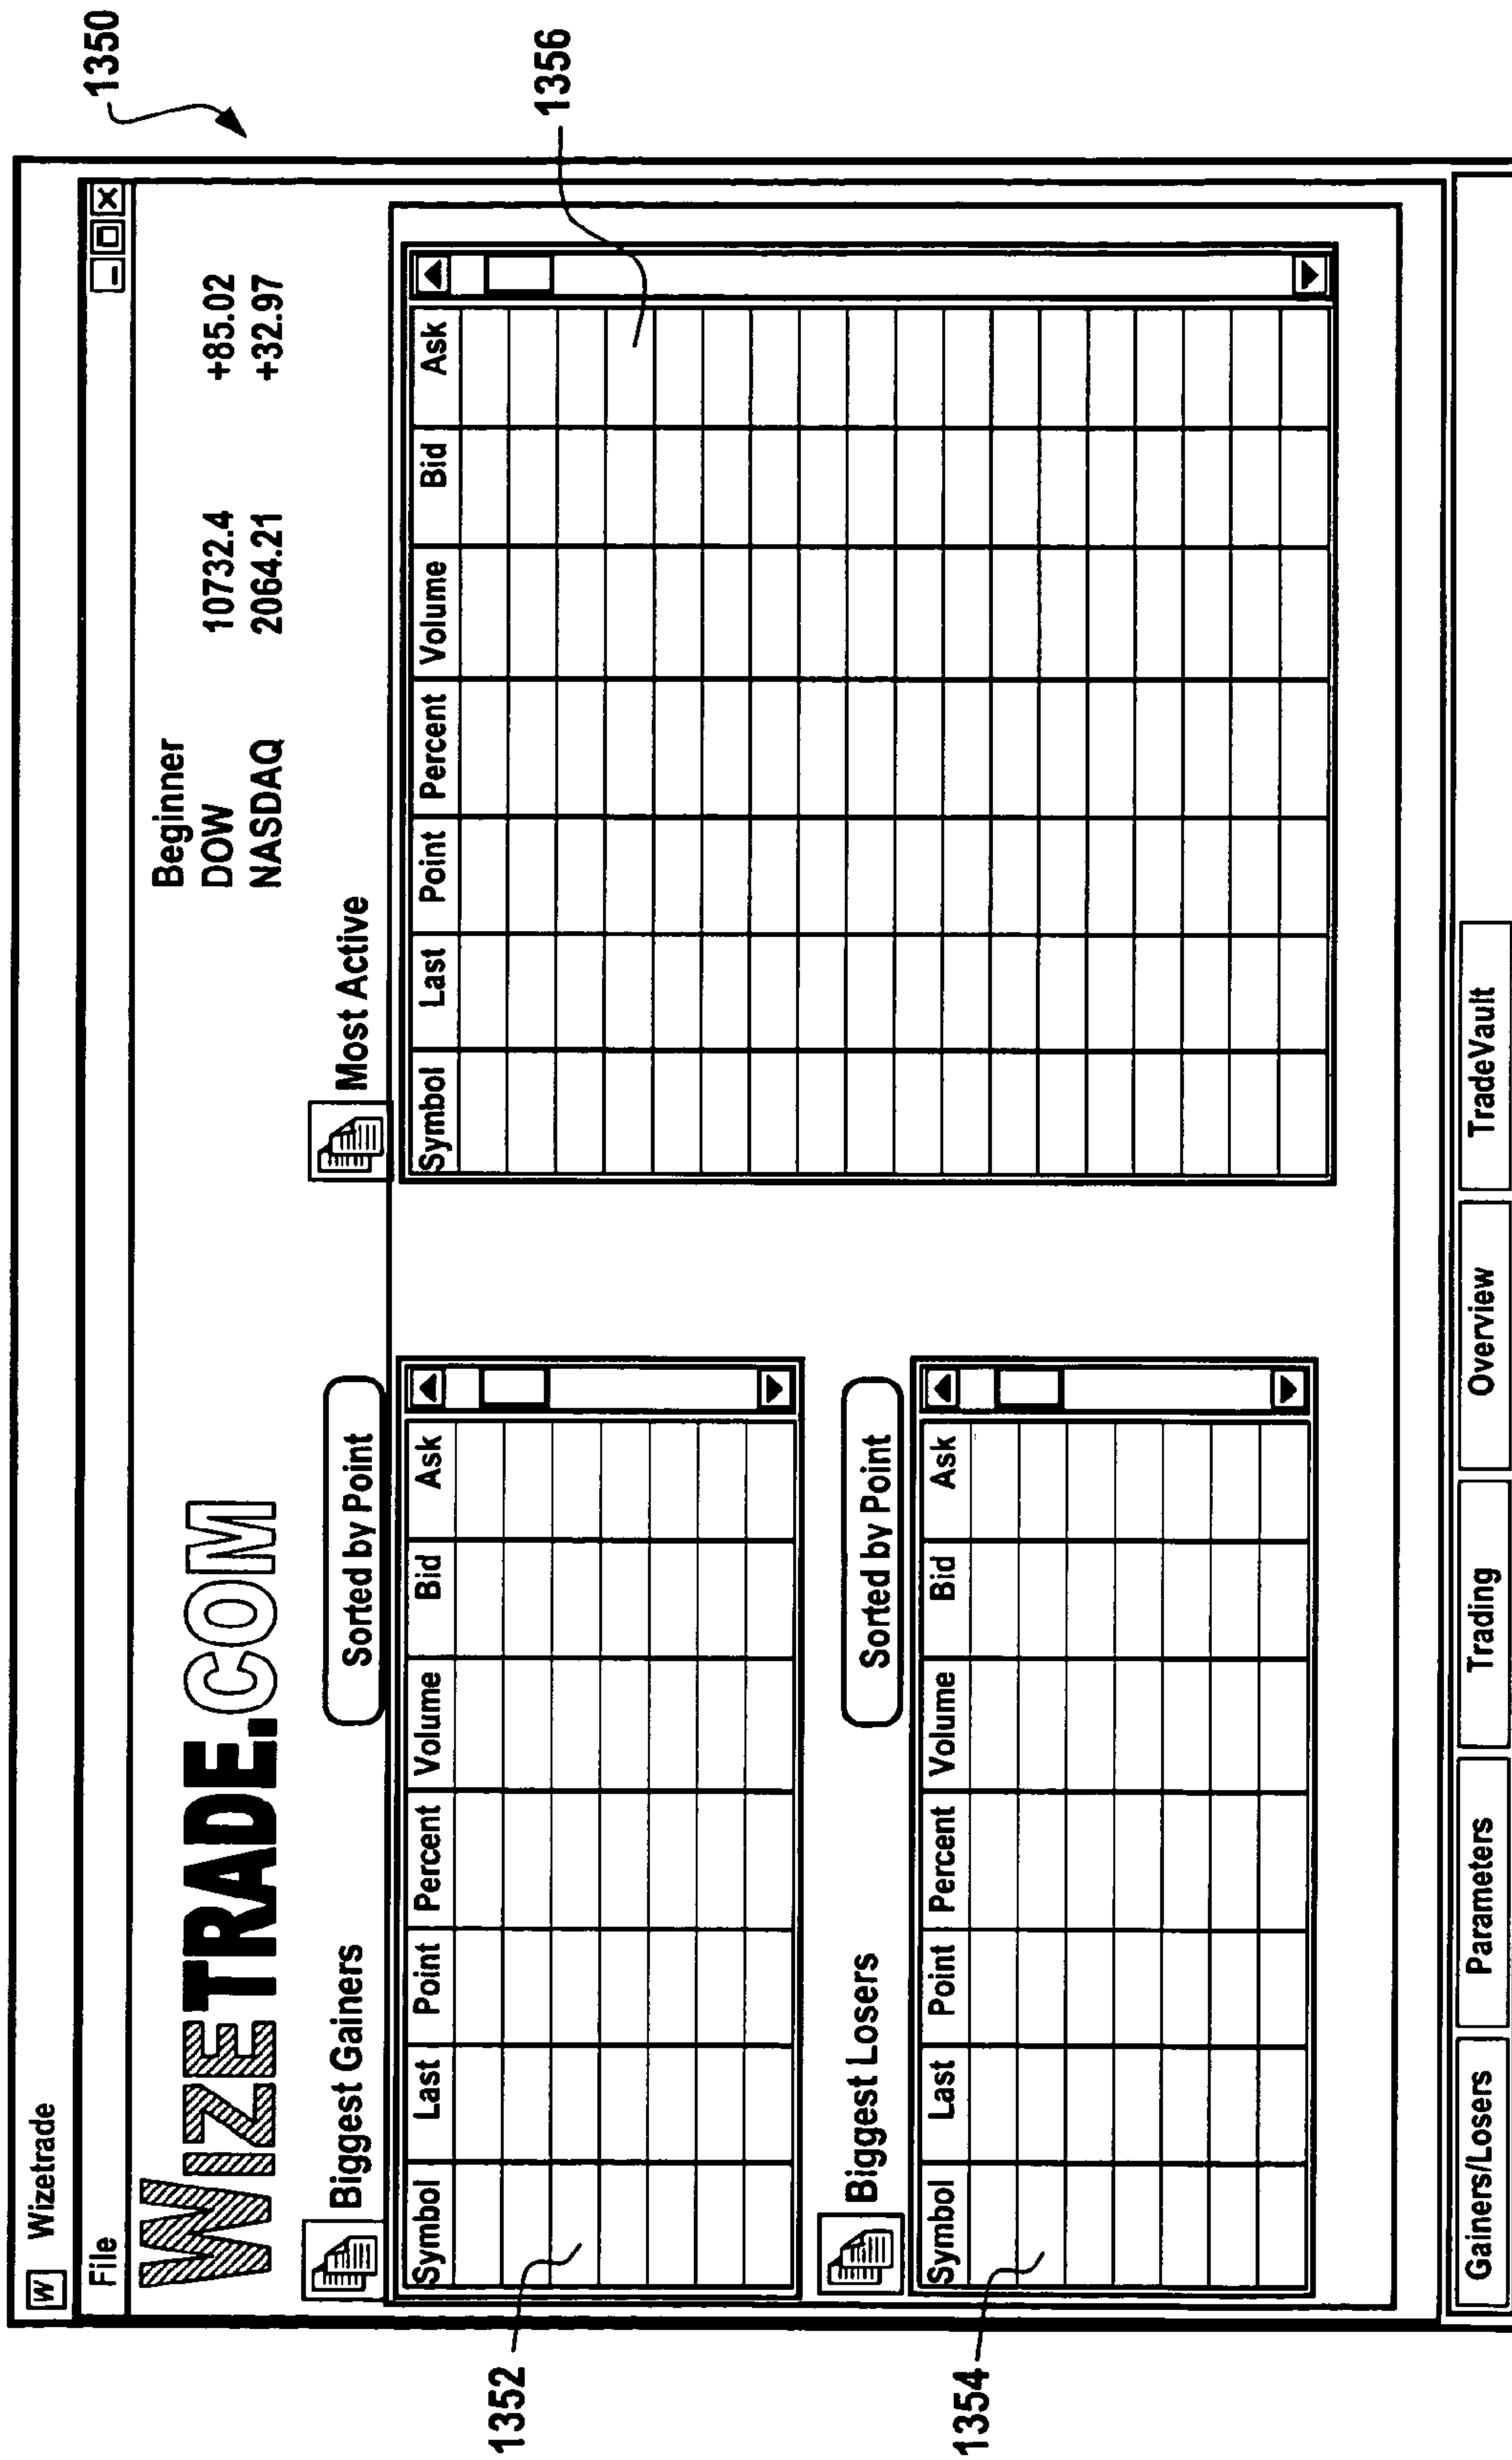 1350
W Wizetrade
File
WIZETRADE.COM
Beginner
DOW 10732.4 +85.02
NASDAQ 2064.21 +32.97
Biggest Gainers
Sorted by Point
Symbol Last Point Percent Volume Bid Ask
1352
Biggest Losers
Sorted by Point
Symbol Last Point Percent Volume Bid Ask
1354
Most Active
Symbol Last Point Percent Volume Bid Ask
1356
Gainers/Losers Parameters Trading Overview TradeVault